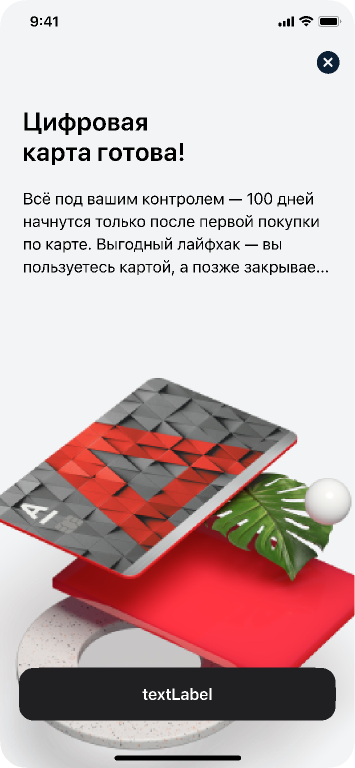 9:41
Цифровая
карта готова!
Всё под вашим контролем — 100 дней
начнутся только после первой покупки
по карте. Выгодный лайфхак — вы
пользуетесь картой, а позже закрывае...
textLabel